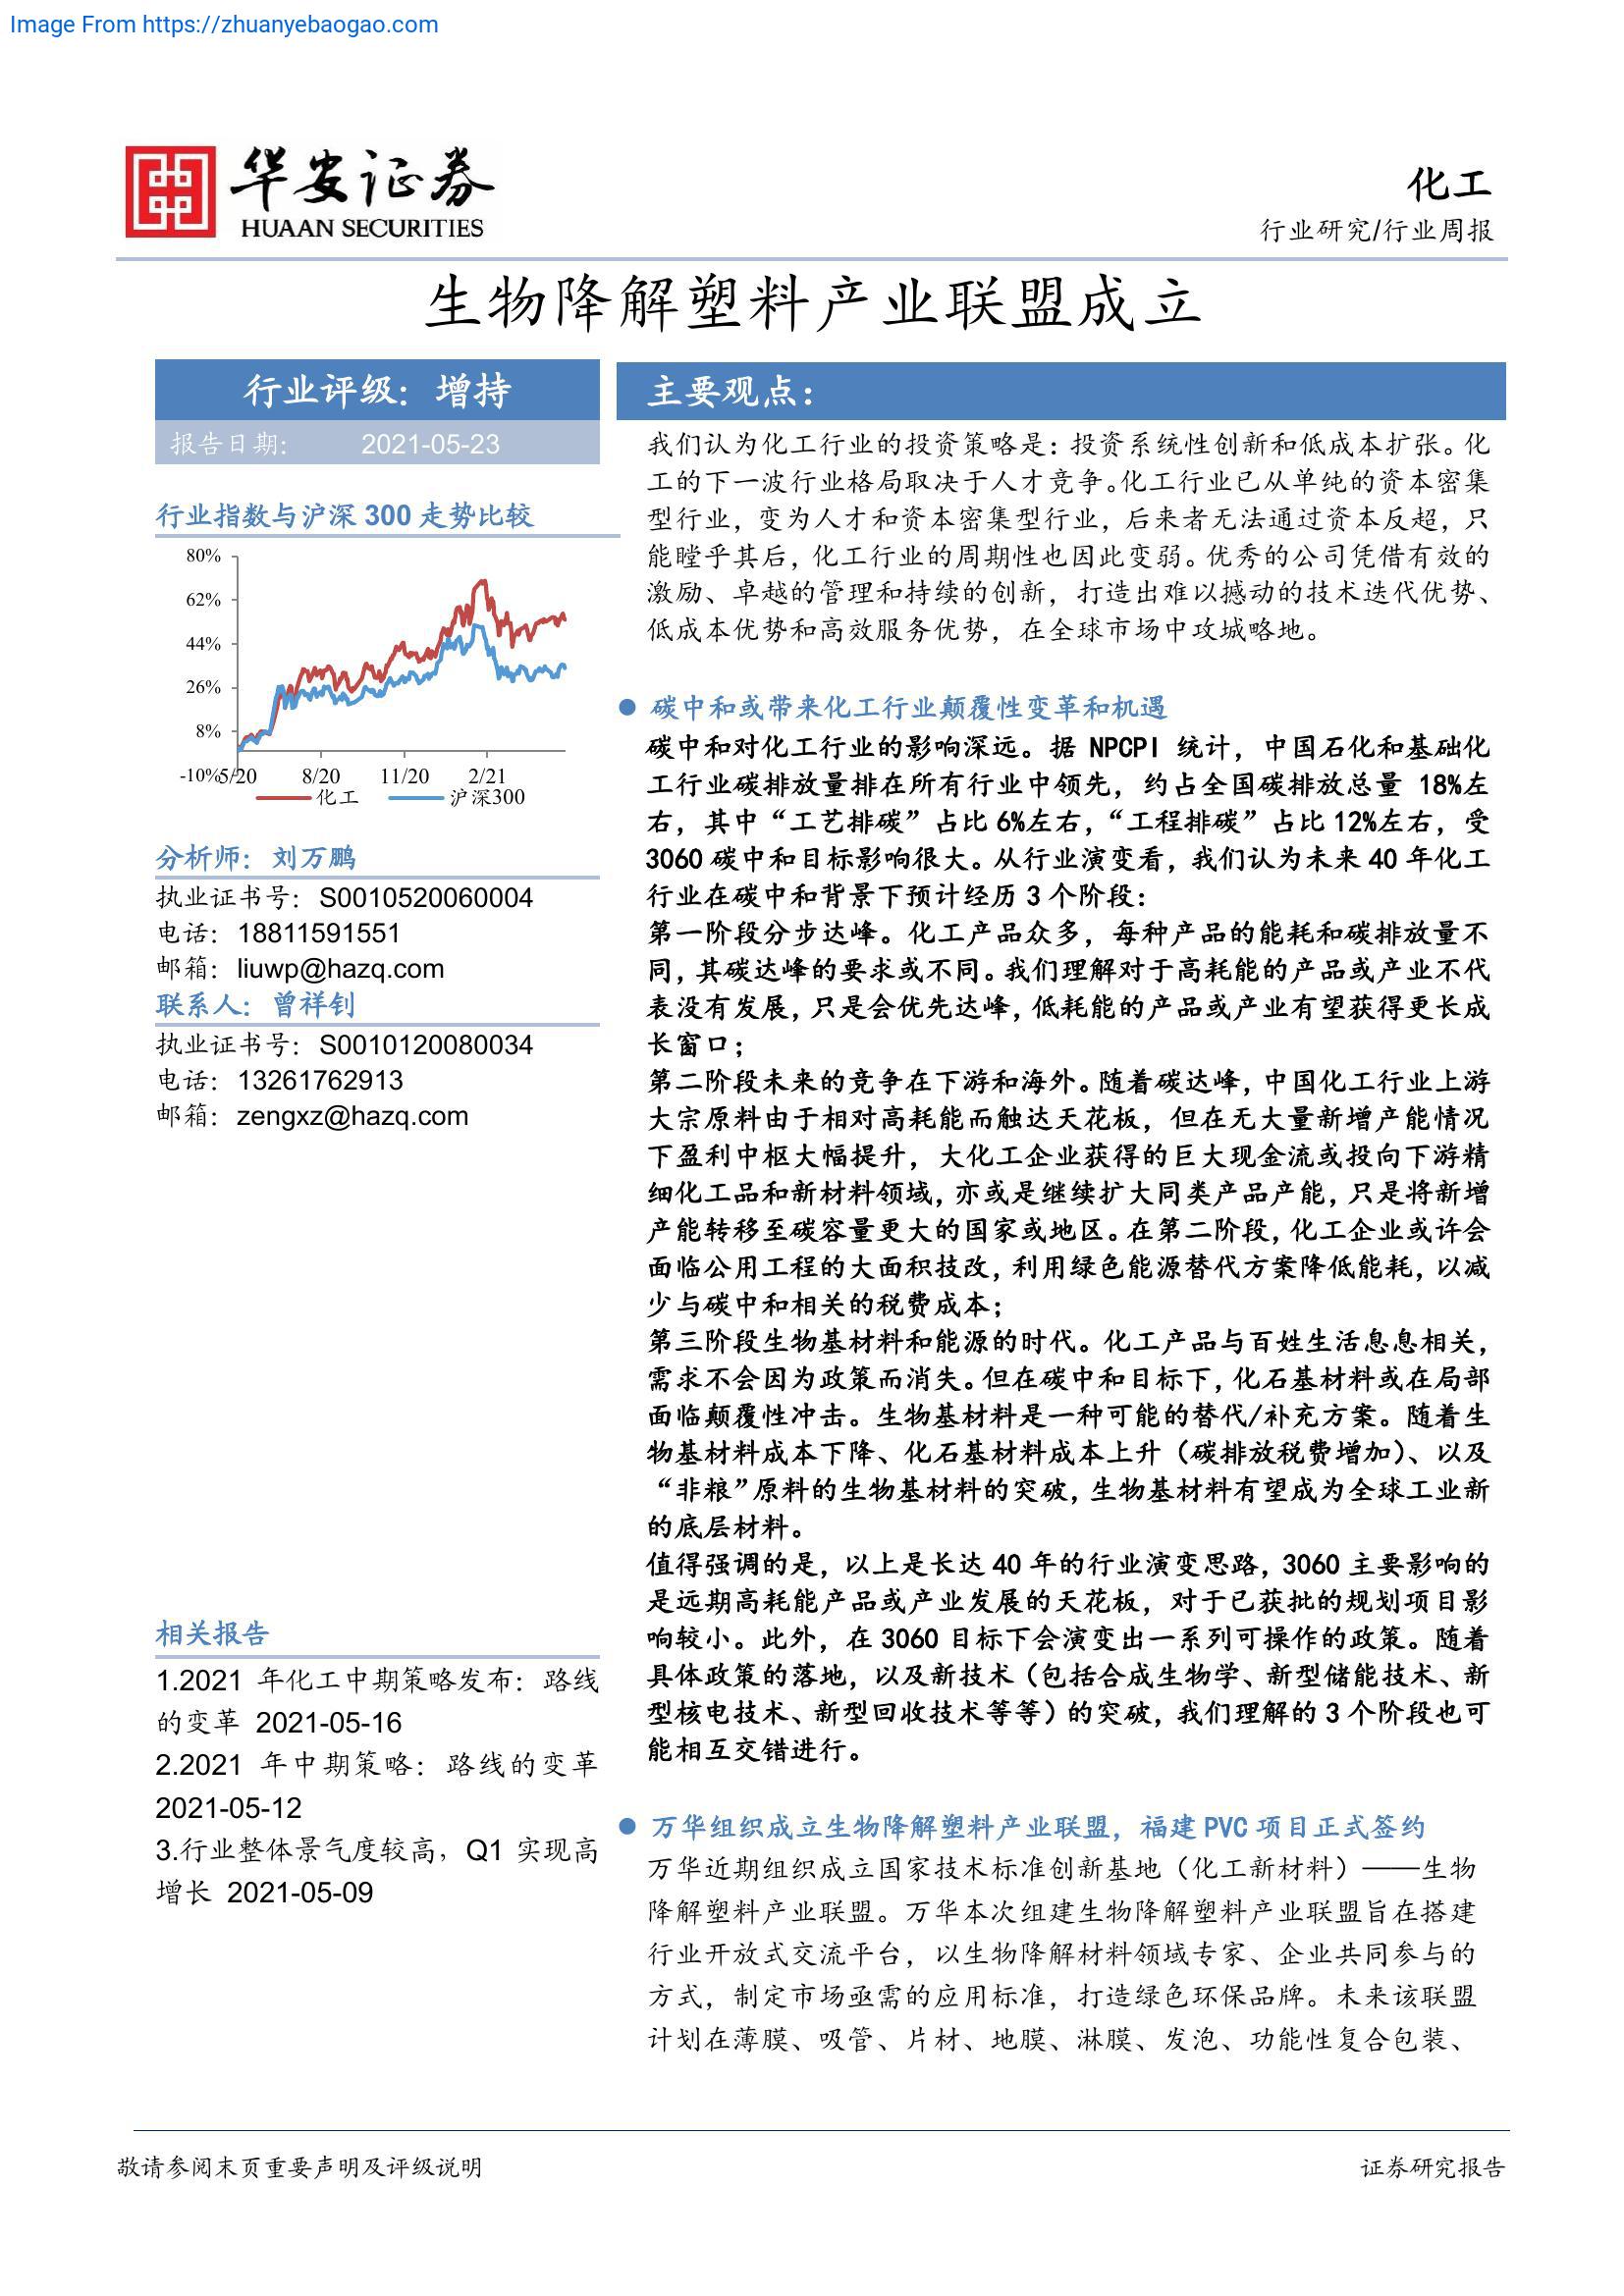 Image From https://zhuanyebaogao.com
华安证券
HUAAN SECURITIES
化工
行业研究/行业周报
生物降解塑料产业联盟成立
行业评级：增持
报告日期： 2021-05-23
行业指数与沪深 300 走势比较
80%
62%
44%
26%
8%
-10%
5/20 8/20 11/20 2/21
化工 沪深300
分析师：刘万鹏
执业证书号：S0010520060004
电话：18811591551
邮箱：liuwp@hazq.com
联系人：曾祥钊
执业证书号：S0010120080034
电话：13261762913
邮箱：zengxz@hazq.com
相关报告
1.2021 年化工中期策略发布：路线
的变革 2021-05-16
2.2021 年中期策略：路线的变革
2021-05-12
3.行业整体景气度较高，Q1 实现高
增长 2021-05-09
主要观点：
我们认为化工行业的投资策略是：投资系统性创新和低成本扩张。化
工的下一波行业格局取决于人才竞争。化工行业已从单纯的资本密集
型行业，变为人才和资本密集型行业，后来者无法通过资本反超，只
能瞠乎其后，化工行业的周期性也因此变弱。优秀的公司凭借有效的
激励、卓越的管理和持续的创新，打造出难以撼动的技术迭代优势、
低成本优势和高效服务优势，在全球市场中攻城略地。
● 碳中和或带来化工行业颠覆性变革和机遇
碳中和对化工行业的影响深远。据 NPCPI 统计，中国石化和基础化
工行业碳排放量排在所有行业中领先，约占全国碳排放总量 18%左
右，其中“工艺排碳”占比 6%左右，“工程排碳”占比 12%左右，受
3060 碳中和目标影响很大。从行业演变看，我们认为未来 40 年化工
行业在碳中和背景下预计经历 3 个阶段：
第一阶段分步达峰。化工产品众多，每种产品的能耗和碳排放量不
同，其碳达峰的要求或不同。我们理解对于高耗能的产品或产业不代
表没有发展，只是会优先达峰，低耗能的产品或产业有望获得更长成
长窗口；
第二阶段未来的竞争在下游和海外。随着碳达峰，中国化工行业上游
大宗原料由于相对高耗能而触达天花板，但在无大量新增产能情况
下盈利中枢大幅提升，大化工企业获得的巨大现金流或投向下游精
细化工品和新材料领域，亦或是继续扩大同类产品产能，只是将新增
产能转移至碳容量更大的国家或地区。在第二阶段，化工企业或许会
面临公用工程的大面积技改，利用绿色能源替代方案降低能耗，以减
少与碳中和相关的税费成本；
第三阶段生物基材料和能源的时代。化工产品与百姓生活息息相关，
需求不会因为政策而消失。但在碳中和目标下，化石基材料或在局部
面临颠覆性冲击。生物基材料是一种可能的替代/补充方案。随着生
物基材料成本下降、化石基材料成本上升（碳排放税费增加）、以及
“非粮”原料的生物基材料的突破，生物基材料有望成为全球工业新
的底层材料。
值得强调的是，以上是长达 40 年的行业演变思路，3060 主要影响的
是远期高耗能产品或产业发展的天花板，对于已获批的规划项目影
响较小。此外，在 3060 目标下会演变出一系列可操作的政策。随着
具体政策的落地，以及新技术（包括合成生物学、新型储能技术、新
型核电技术、新型回收技术等等）的突破，我们理解的 3 个阶段也可
能相互交错进行。
● 万华组织成立生物降解塑料产业联盟，福建 PVC 项目正式签约
万华近期组织成立国家技术标准创新基地（化工新材料）——生物
降解塑料产业联盟。万华本次组建生物降解塑料产业联盟旨在搭建
行业开放式交流平台，以生物降解材料领域专家、企业共同参与的
方式，制定市场亟需的应用标准，打造绿色环保品牌。未来该联盟
计划在薄膜、吸管、片材、地膜、淋膜、发泡、功能性复合包装、
敬请参阅末页重要声明及评级说明
证券研究报告